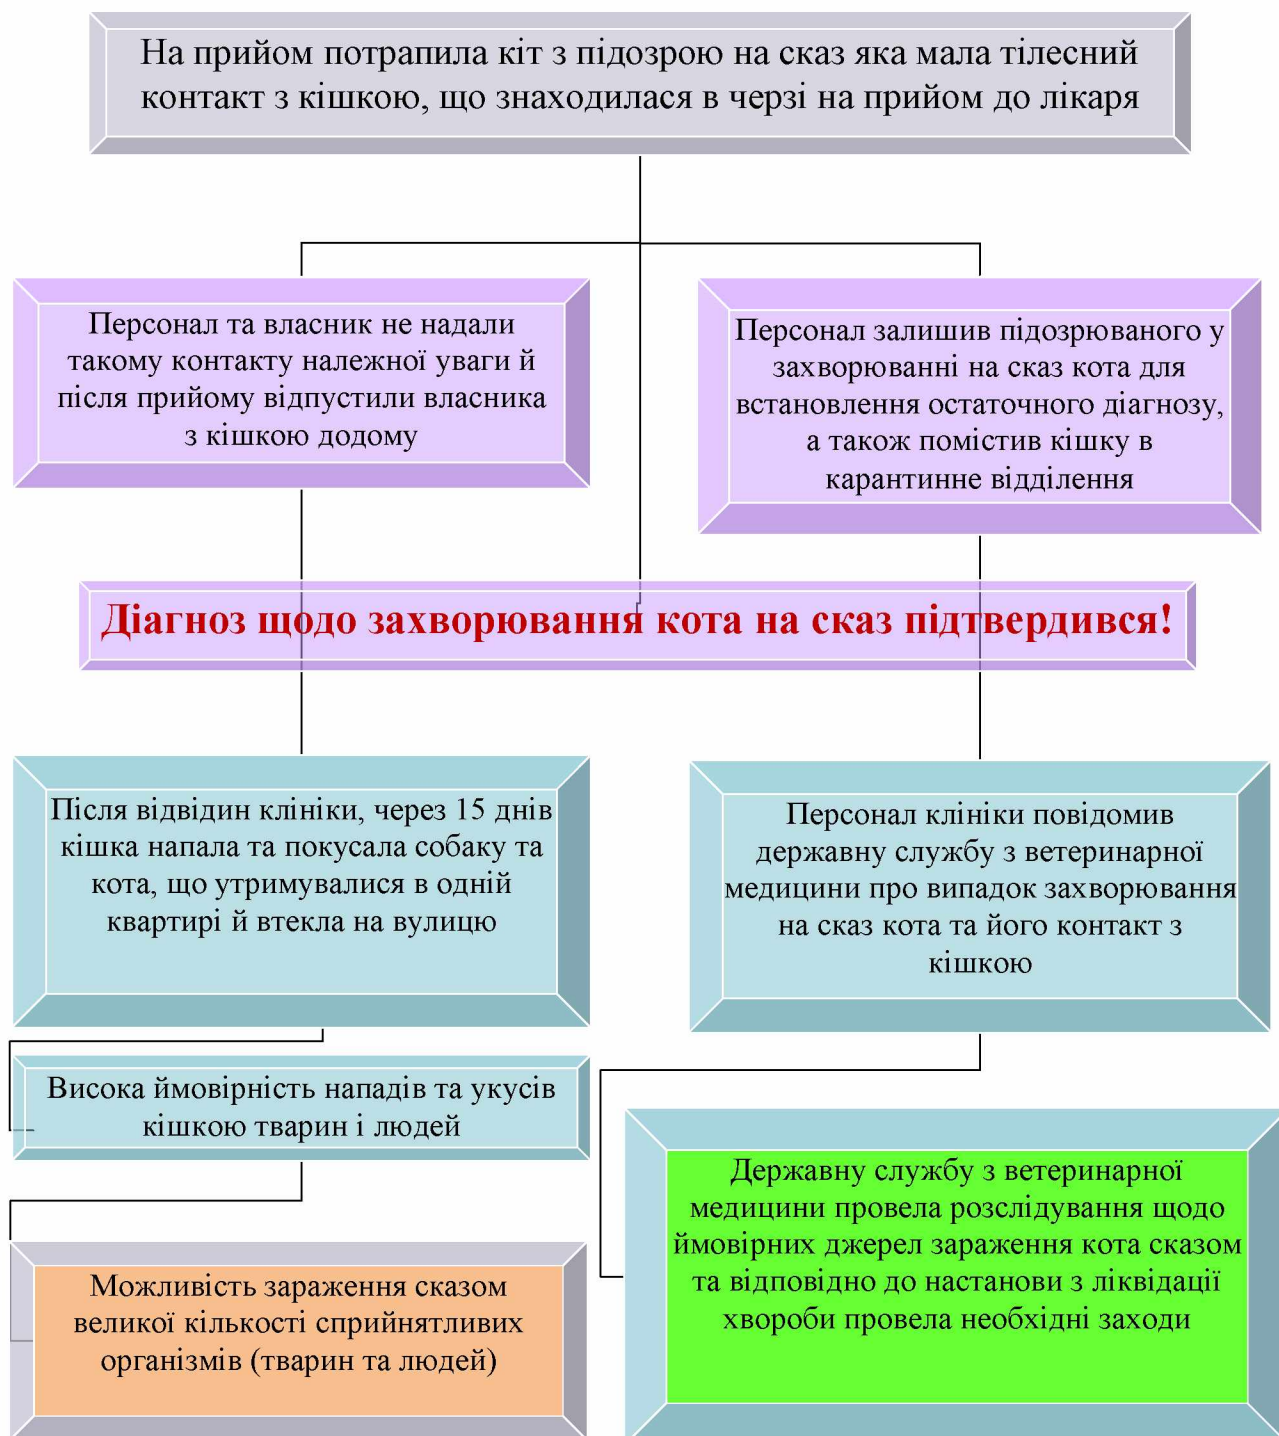 На прийом потрапила кіт з підозрою на сказ яка мала тілесний
контакт з кішкою, що знаходилася в черзі на прийом до лікаря
Персонал та власник не надали
такому контакту належної уваги й
після прийому відпустили власника
з кішкою додому
Персонал залишив підозрюваного у
захворюванні на сказ кота для
встановлення остаточного діагнозу,
а також помістив кішку в
карантинне відділення
Діагноз щодо захворювання кота на сказ підтвердився!
Після відвідин клініки, через 15 днів
кішка напала та покусала собаку та
кота, що утримувалися в одній
квартирі й втекла на вулицю
Персонал клініки повідомив
державну службу з ветеринарної
медицини про випадок захворювання
на сказ кота та його контакт з
кішкою
Висока ймовірність нападів та укусів
кішкою тварин і людей
Державну службу з ветеринарної
медицини провела розслідування щодо
ймовірних джерел зараження кота сказом
та відповідно до настанови з ліквідації
хвороби провела необхідні заходи
Можливість зараження сказом
великої кількості сприйнятливих
організмів (тварин та людей)